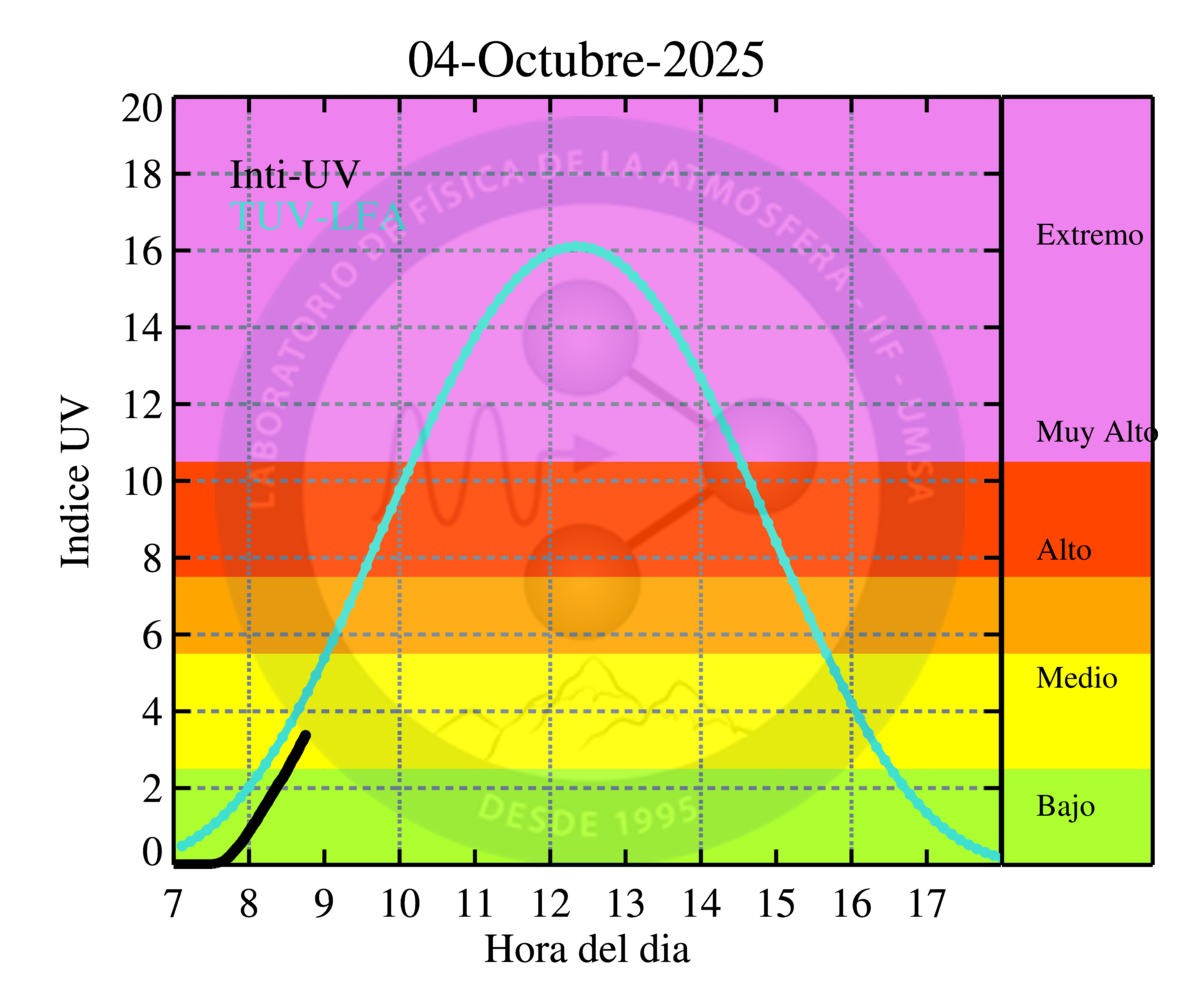 04-Octubre-2025
20
18
16
14
12
10
8
6
4
2
0
Indice UV
Inti-UV
TUV-LFA
LABORATORIO DE FÍSICA DE LA ATMÓSFERA - IIF - UMSA
DESDE 1995
Extremo
Muy Alto
Alto
Medio
Bajo
7 8 9 10 11 12 13 14 15 16 17
Hora del dia